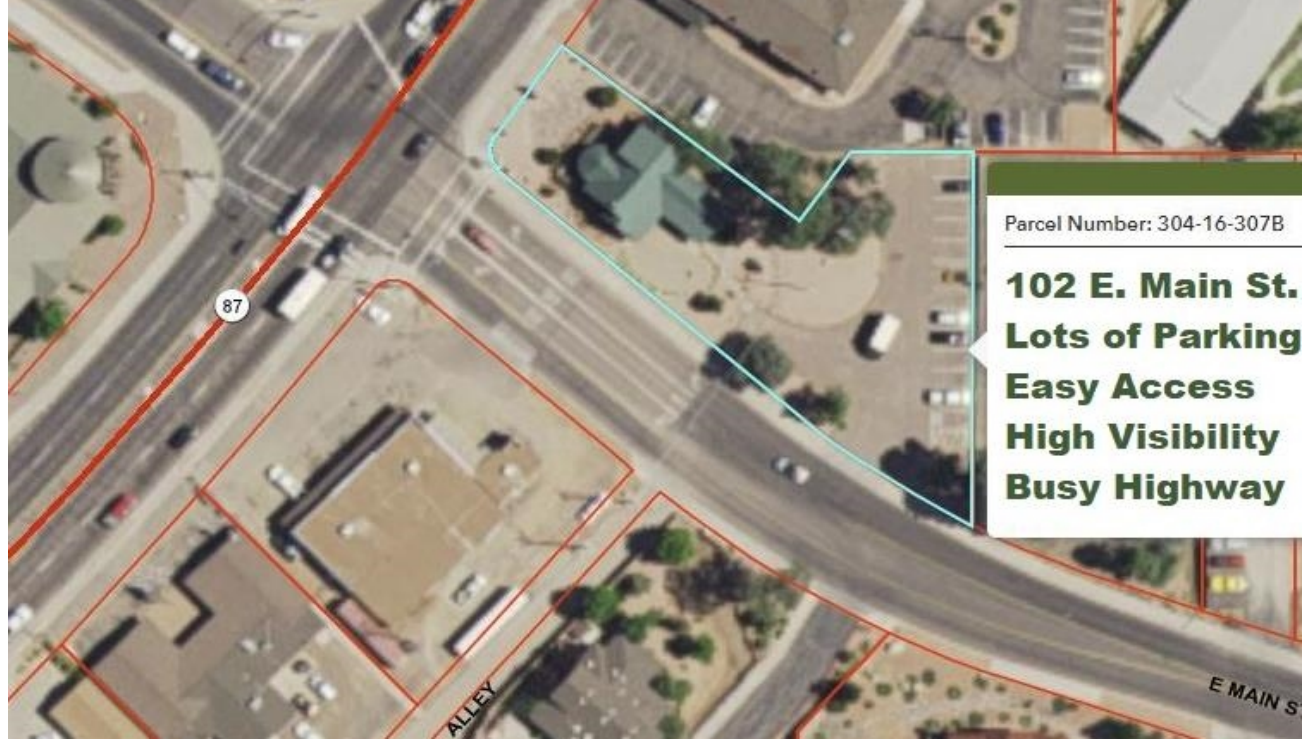 87
Parcel Number: 304-16-307B
102 E. Main St.
Lots of Parking
Easy Access
High Visibility
Busy Highway
ALLEY
E MAIN S